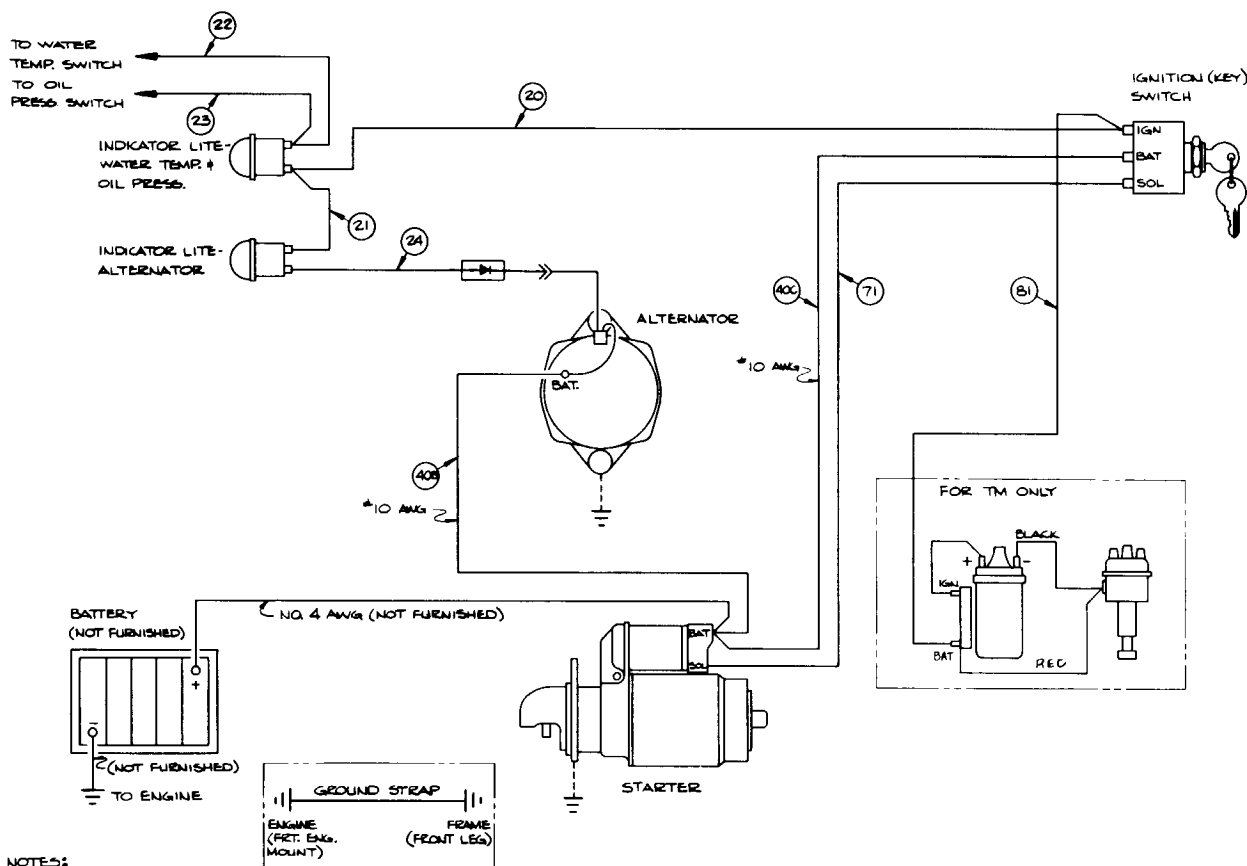 22
TO WATER
TEMP. SWITCH
TO OIL
PRESS. SWITCH
23
20
IGNITION (KEY)
SWITCH
IGN
BAT
SOL
INDICATOR LITE-
WATER TEMP. &
OIL PRESS.
21
INDICATOR LITE-
ALTERNATOR
24
40C
71
81
ALTERNATOR
BAT.
#10 AWG
40B
#10 AWG
FOR TM ONLY
BLACK
+
-
IGN
BAT
RED
BATTERY
(NOT FURNISHED)
NO. 4 AWG (NOT FURNISHED)
BAT
SOL
+
-
(NOT FURNISHED)
TO ENGINE
STARTER
GROUND STRAP
ENGINE
(FRT. ENG.
MOUNT)
FRAME
(FRONT LEG)
NOTES: